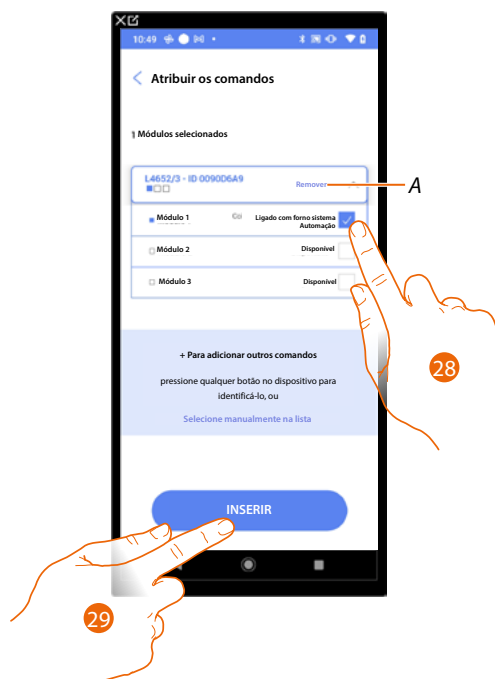 10:49
Atribuir os comandos
1 Módulos selecionados
L4652/3 - ID 0090D6A9
Remover
A
Módulo 1
Ligado com forno sistema
Automação
Módulo 2
Disponível
Módulo 3
Disponível
28
+ Para adicionar outros comandos
pressione qualquer botão no dispositivo para
identificá-lo, ou
Selecione manualmente na lista
INSERIR
29